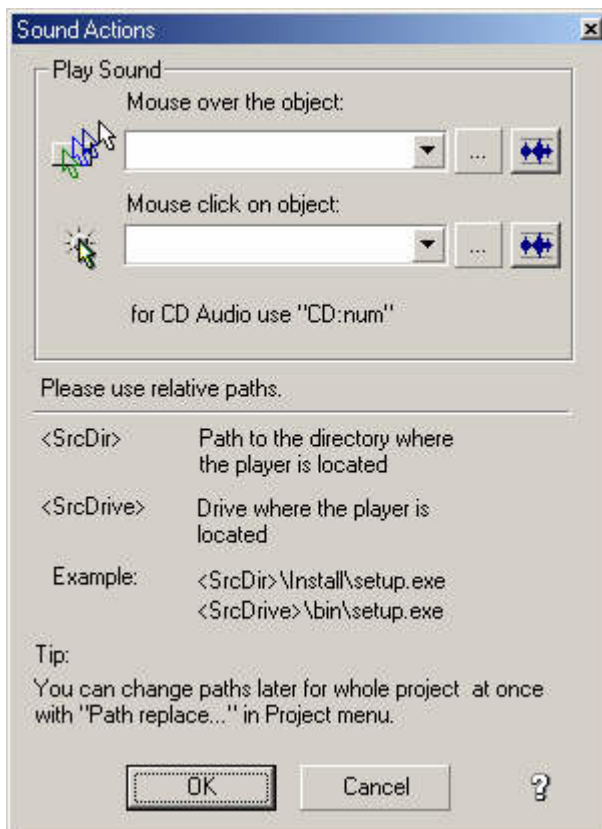 Sound Actions
Play Sound
Mouse over the object:
...
Mouse click on object:
...
for CD Audio use "CD:num"
Please use relative paths.
<SrcDir> Path to the directory where
the player is located
<SrcDrive> Drive where the player is
located
Example: <SrcDir>\Install\setup.exe
<SrcDrive>\bin\setup.exe
Tip:
You can change paths later for whole project at once
with "Path replace..." in Project menu.
OK Cancel ?